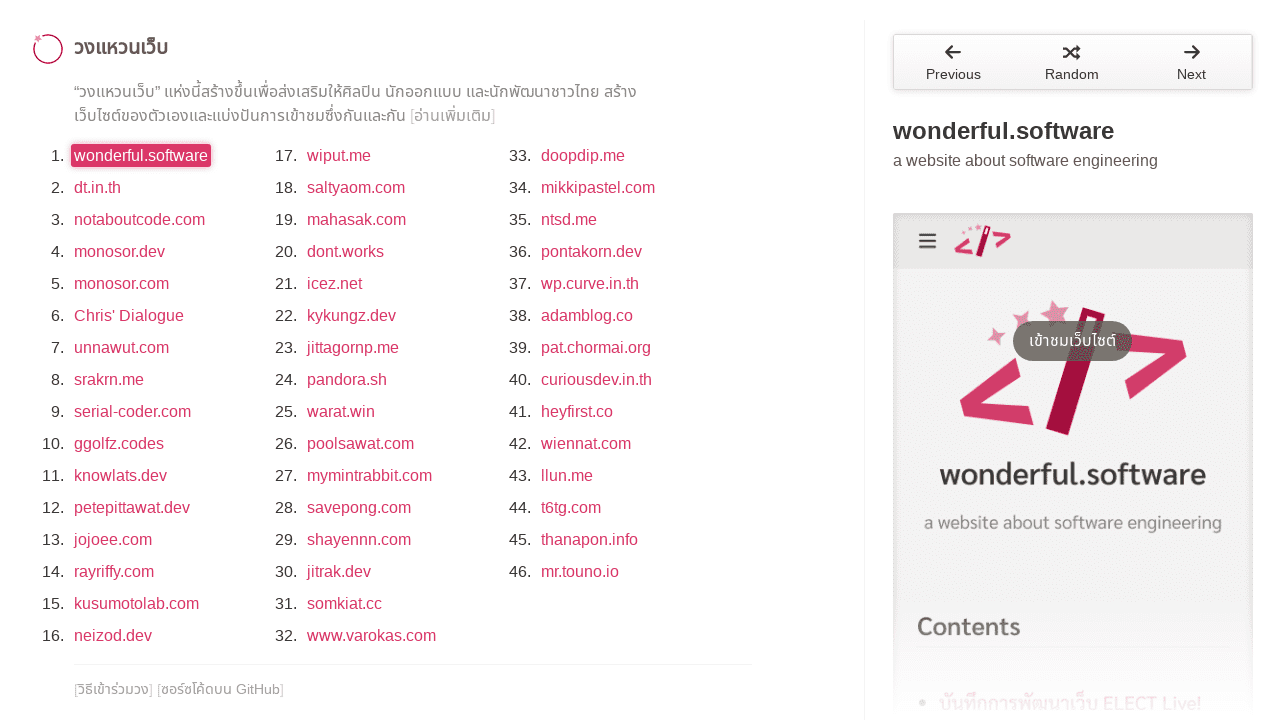 วงแหวนเว็บ
“วงแหวนเว็บ” แห่งนี้สร้างขึ้นเพื่อส่งเสริมให้ศิลปิน นักออกแบบ และนักพัฒนาชาวไทย สร้าง
เว็บไซต์ของตัวเองและแบ่งปันการเข้าชมซึ่งกันและกัน [อ่านเพิ่มเติม]
1. wonderful.software
2. dt.in.th
3. notaboutcode.com
4. monosor.dev
5. monosor.com
6. Chris' Dialogue
7. unnawut.com
8. srakrn.me
9. serial-coder.com
10. ggolfz.codes
11. knowlats.dev
12. petepittawat.dev
13. jojoee.com
14. rayriffy.com
15. kusumotolab.com
16. neizod.dev
17. wiput.me
18. saltyaom.com
19. mahasak.com
20. dont.works
21. icez.net
22. kykungz.dev
23. jittagornp.me
24. pandora.sh
25. warat.win
26. poolsawat.com
27. mymintrabbit.com
28. savepong.com
29. shayennn.com
30. jitrak.dev
31. somkiat.cc
32. www.varokas.com
33. doopdip.me
34. mikkipastel.com
35. ntsd.me
36. pontakorn.dev
37. wp.curve.in.th
38. adamblog.co
39. pat.chormai.org
40. curiousdev.in.th
41. heyfirst.co
42. wiennat.com
43. llun.me
44. t6tg.com
45. thanapon.info
46. mr.touno.io
[วิธีเข้าร่วมวง] [ซอร์ซโค้ดบน GitHub]
Previous Random Next
wonderful.software
a website about software engineering
เข้าชมเว็บไซต์
wonderful.software
a website about software engineering
Contents
• บันทึกการพัฒนาเว็บ ELECT Live!